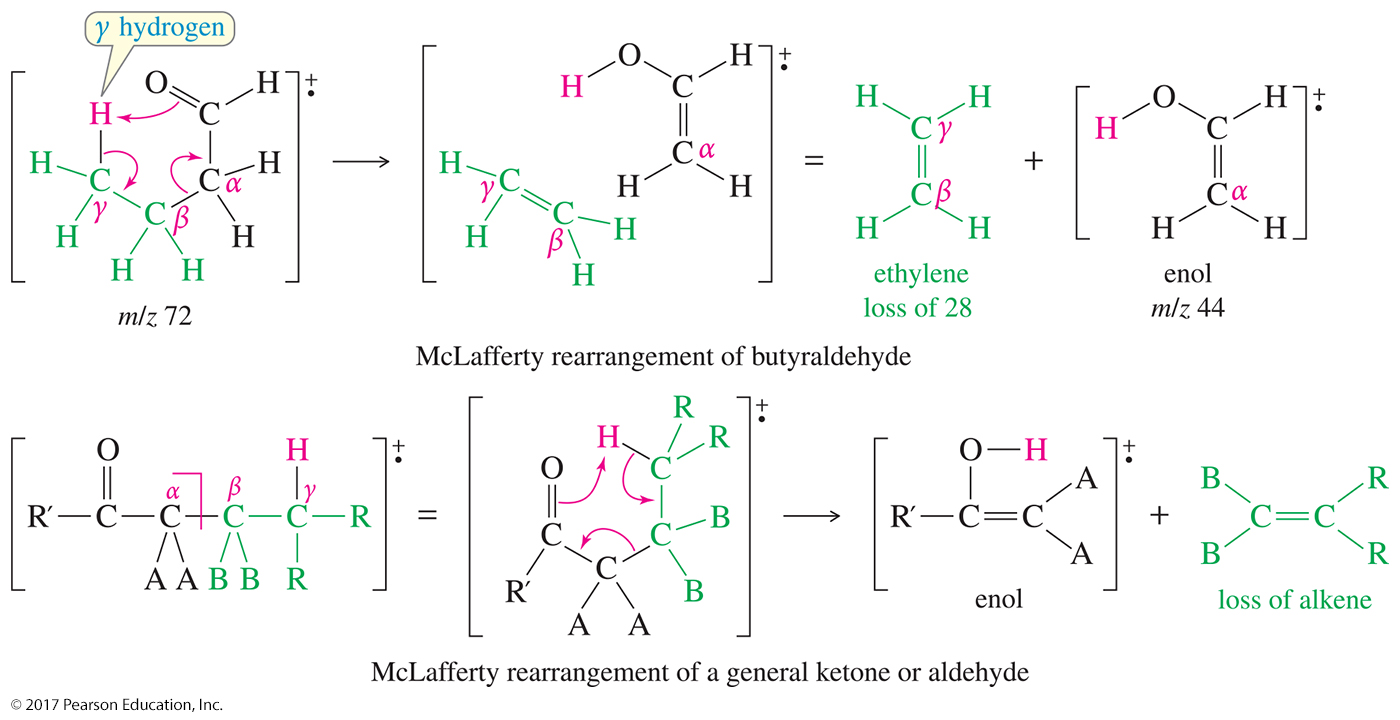 γ hydrogen
O H H C
H H C γ C β C α H H
H H H
m/z 72
H O C H
C α H H
H γ C C β H H H
=
H H C γ
C β H H
ethylene
loss of 28
+
H O C H
C α H H
enol
m/z 44
McLafferty rearrangement of butyraldehyde
O H
R′ C C α C β C γ R
A A B B R
=
R R H C
O C C B B
R′ C A A
O H
R′ C C A A
enol
+
B B C C R R
loss of alkene
McLafferty rearrangement of a general ketone or aldehyde
© 2017 Pearson Education, Inc.